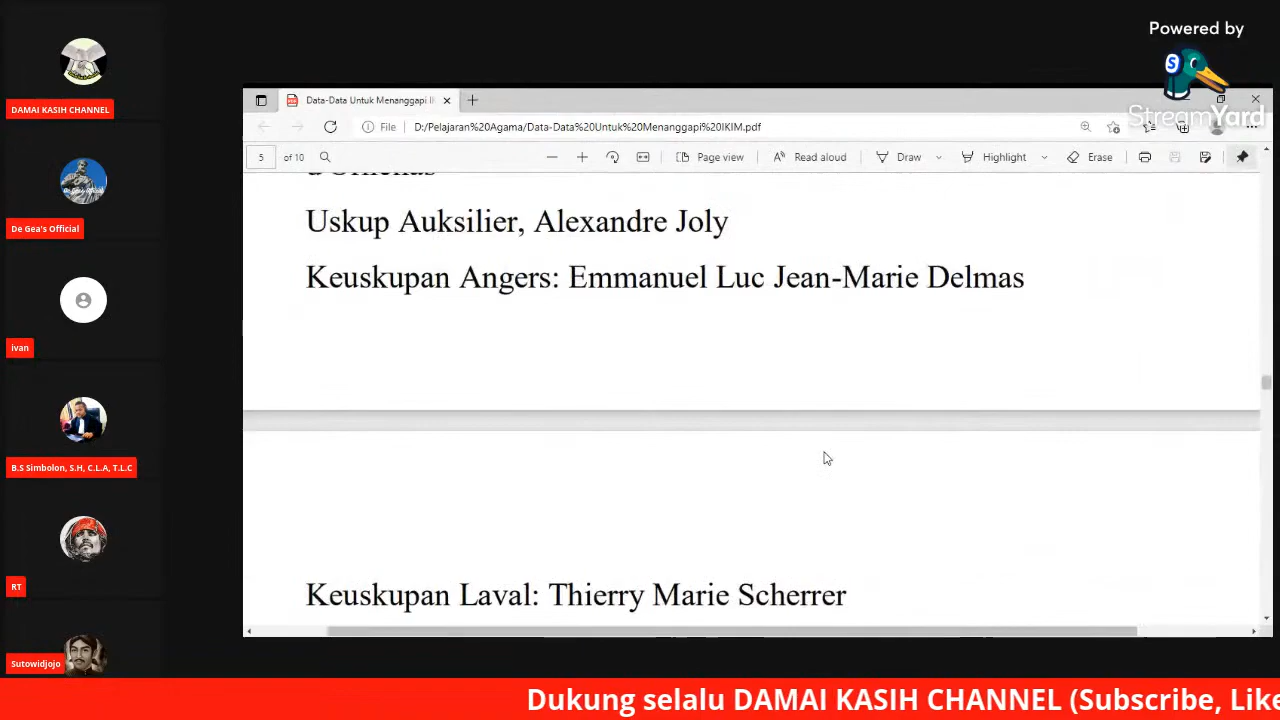 Powered by
StreamYard
DAMAI KASIH CHANNEL
De Gea's Official
ivan
B.S Simbolon, S.H, C.L.A, T.L.C
RT
Sutowidjojo
Data-Data Untuk Menanggapi
File
D:/Pelajaran%20Agama/Data-Data%20Untuk%20Menanggapi%20IKIM.pdf
5 of 10
Page view
Read aloud
Draw
Highlight
Erase
Uskup Auksilier, Alexandre Joly
Keuskupan Angers: Emmanuel Luc Jean-Marie Delmas
Keuskupan Laval: Thierry Marie Scherrer
Dukung selalu DAMAI KASIH CHANNEL (Subscribe, Like